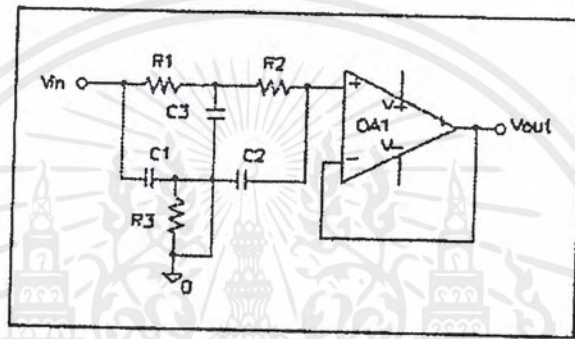 R1 R2
Vin
C3
V+
OA1
Vout
C1 C2
V-
R3
0